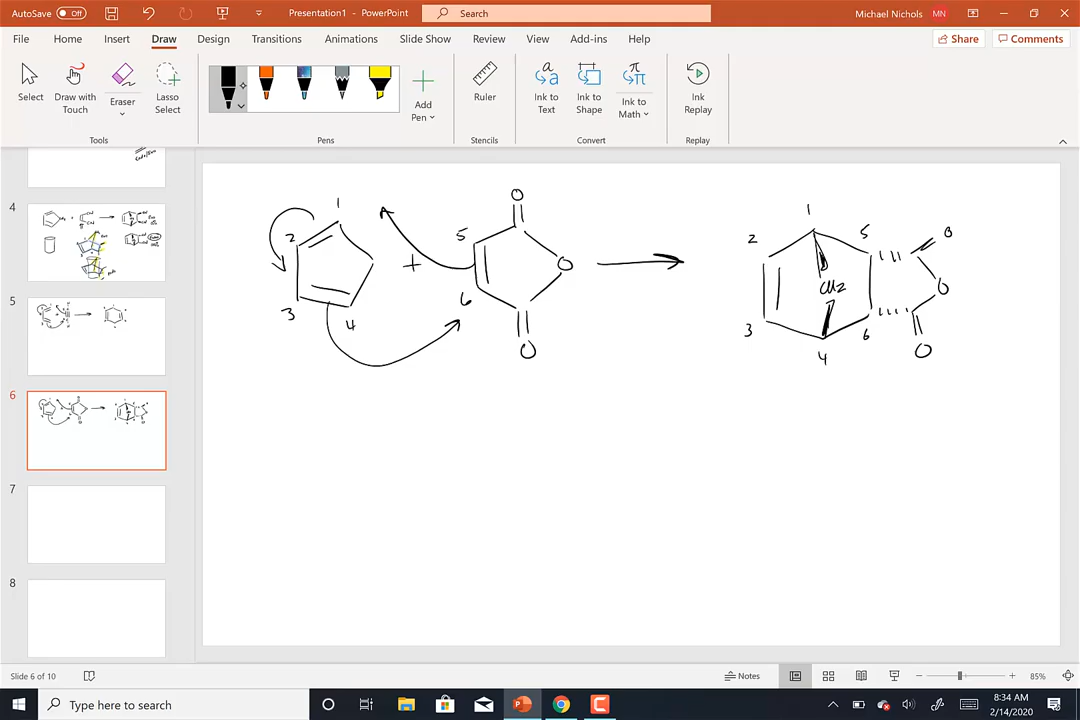 AutoSave Off Presentation1 - PowerPoint Search Michael Nichols MN
File Home Insert Draw Design Transitions Animations Slide Show Review View Add-ins Help Share Comments
Select Draw with Touch Eraser Lasso Select Add Pen Ruler Ink to Text Ink to Shape Ink to Math Ink Replay
Tools Pens Stencils Convert Replay
4
5
6
7
8
1
2
3
4
+
5
6
O
O
O
1
2
3
4
5
6
CH2
O
O
O
Slide 6 of 10 Notes 85%
Type here to search 8:34 AM
2/14/2020